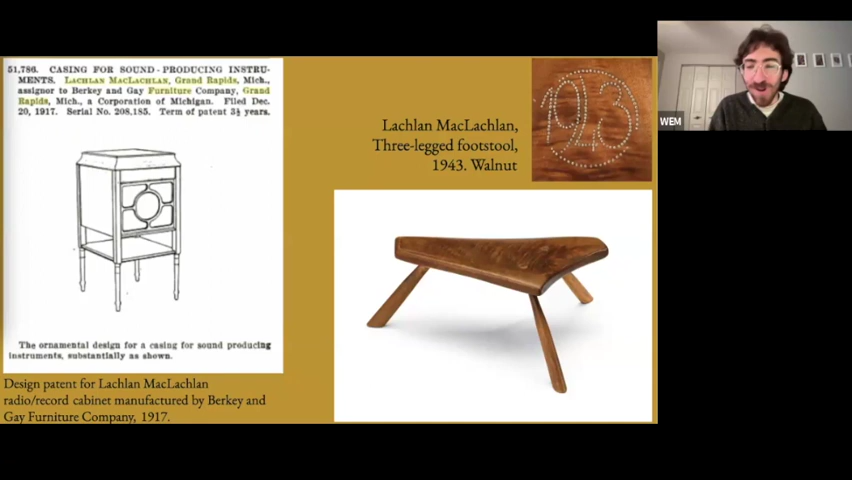 51,786. CASING FOR SOUND-PRODUCING INSTRU-
MENTS. LACHLAN MACLACHLAN, Grand Rapids, Mich.,
assignor to Berkey and Gay Furniture Company, Grand
Rapids, Mich., a Corporation of Michigan. Filed Dec.
20, 1917. Serial No. 208,185. Term of patent 3½ years.
The ornamental design for a casing for sound producing
instruments, substantially as shown.
Design patent for Lachlan MacLachlan
radio/record cabinet manufactured by Berkey and
Gay Furniture Company, 1917.
Lachlan MacLachlan,
Three-legged footstool,
1943. Walnut
1943
WEM